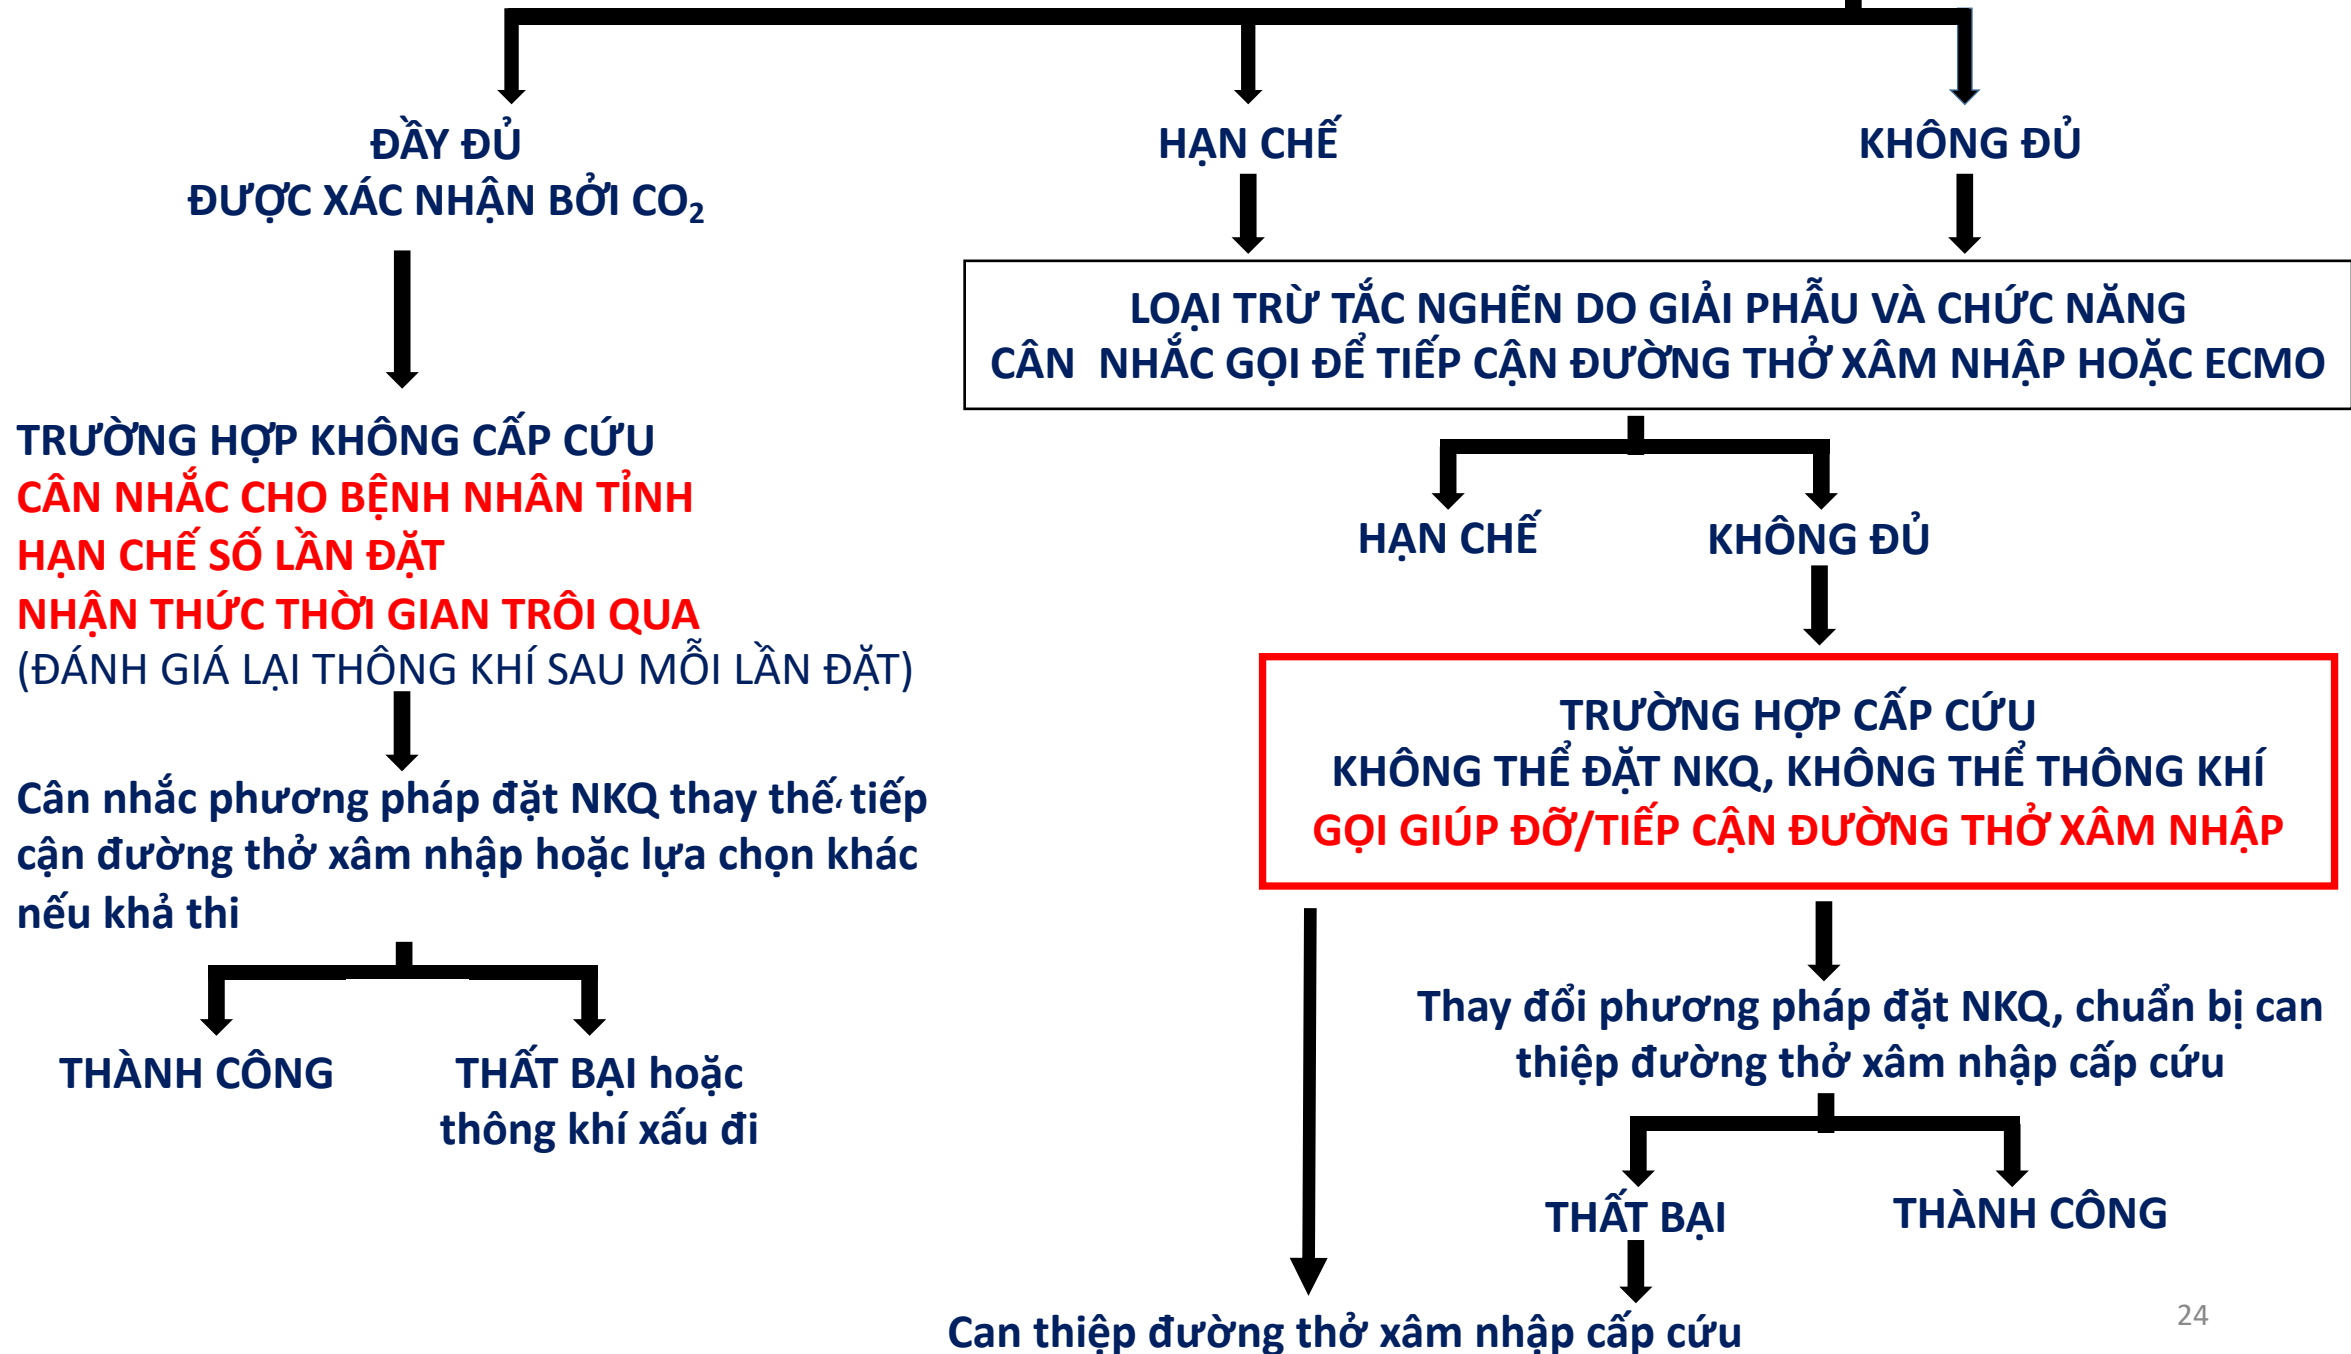 ĐẦY ĐỦ
ĐƯỢC XÁC NHẬN BỞI CO₂
HẠN CHẾ
KHÔNG ĐỦ
LOẠI TRỪ TẮC NGHẼN DO GIẢI PHẪU VÀ CHỨC NĂNG
CÂN NHẮC GỌI ĐỂ TIẾP CẬN ĐƯỜNG THỞ XÂM NHẬP HOẶC ECMO
TRƯỜNG HỢP KHÔNG CẤP CỨU
CÂN NHẮC CHO BỆNH NHÂN TỈNH
HẠN CHẾ SỐ LẦN ĐẶT
NHẬN THỨC THỜI GIAN TRÔI QUA
(ĐÁNH GIÁ LẠI THÔNG KHÍ SAU MỖI LẦN ĐẶT)
HẠN CHẾ
KHÔNG ĐỦ
TRƯỜNG HỢP CẤP CỨU
KHÔNG THỂ ĐẶT NKQ, KHÔNG THỂ THÔNG KHÍ
GỌI GIÚP ĐỠ/TIẾP CẬN ĐƯỜNG THỞ XÂM NHẬP
Cân nhắc phương pháp đặt NKQ thay thế, tiếp
cận đường thở xâm nhập hoặc lựa chọn khác
nếu khả thi
THÀNH CÔNG
THẤT BẠI hoặc
thông khí xấu đi
Thay đổi phương pháp đặt NKQ, chuẩn bị can
thiệp đường thở xâm nhập cấp cứu
THẤT BẠI
THÀNH CÔNG
Can thiệp đường thở xâm nhập cấp cứu
24